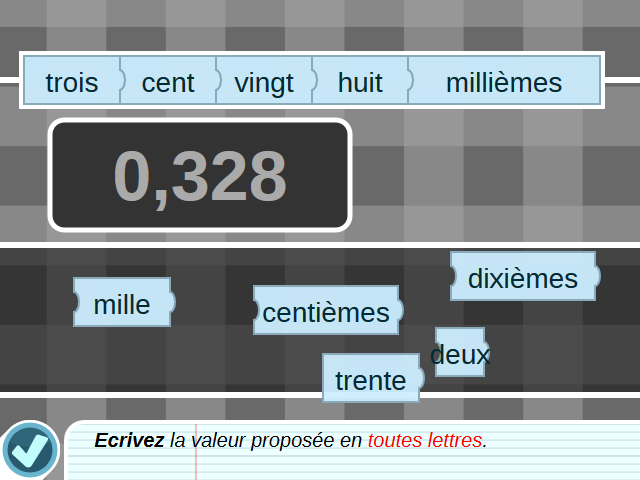 trois cent vingt huit millièmes
0,328
dixièmes
mille
centièmes
deux
trente
Ecrivez la valeur proposée en toutes lettres.